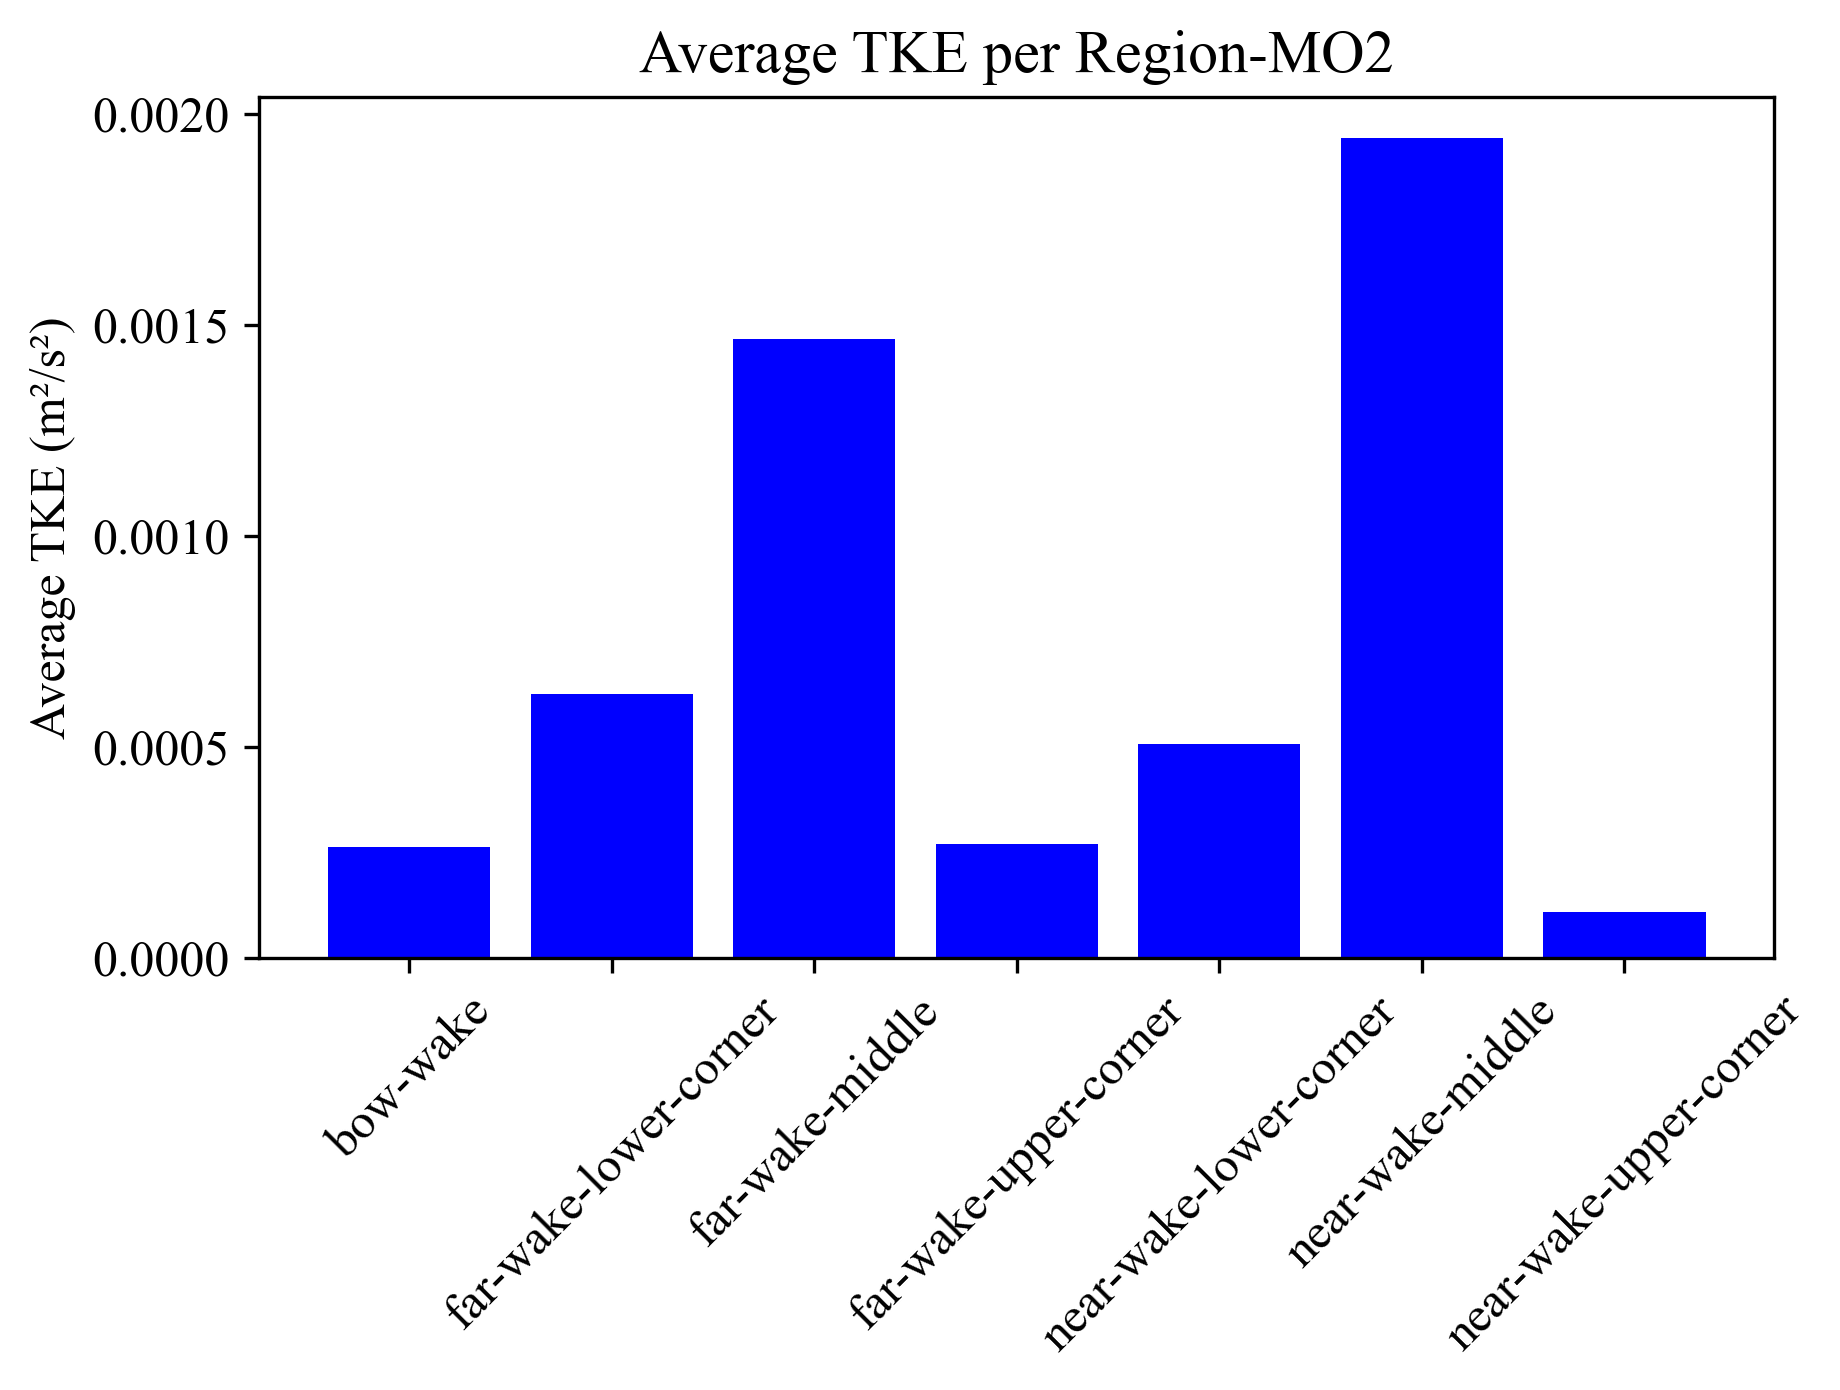 Average TKE per Region-MO2
Average TKE (m²/s²)
0.0020
0.0015
0.0010
0.0005
0.0000
bow-wake
far-wake-lower-corner
far-wake-middle
far-wake-upper-corner
near-wake-lower-corner
near-wake-middle
near-wake-upper-corner